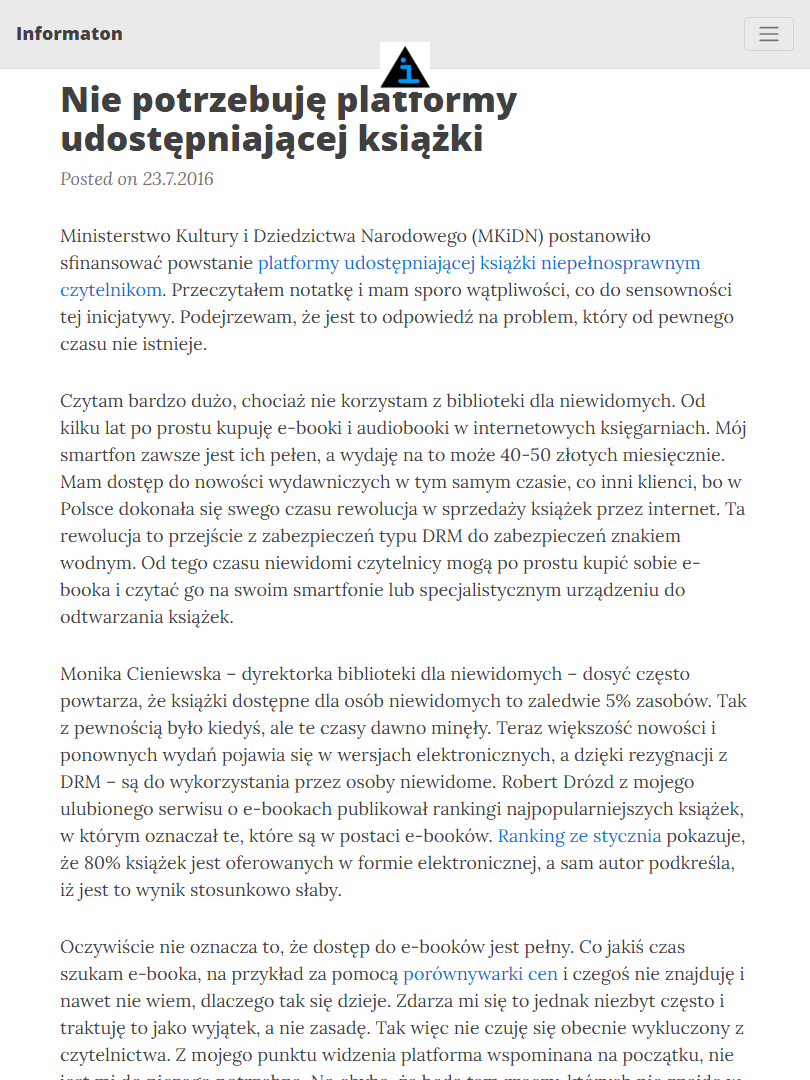 Informaton
i
Nie potrzebuję platformy
udostępniającej książki
Posted on 23.7.2016
Ministerstwo Kultury i Dziedzictwa Narodowego (MKiDN) postanowiło
sfinansować powstanie platformy udostępniającej książki niepełnosprawnym
czytelnikom. Przeczytałem notatkę i mam sporo wątpliwości, co do sensowności
tej inicjatywy. Podejrzewam, że jest to odpowiedź na problem, który od pewnego
czasu nie istnieje.
Czytam bardzo dużo, chociaż nie korzystam z biblioteki dla niewidomych. Od
kilku lat po prostu kupuję e-booki i audiobooki w internetowych księgarniach. Mój
smartfon zawsze jest ich pełen, a wydaję na to może 40-50 złotych miesięcznie.
Mam dostęp do nowości wydawniczych w tym samym czasie, co inni klienci, bo w
Polsce dokonała się swego czasu rewolucja w sprzedaży książek przez internet. Ta
rewolucja to przejście z zabezpieczeń typu DRM do zabezpieczeń znakiem
wodnym. Od tego czasu niewidomi czytelnicy mogą po prostu kupić sobie e-
booka i czytać go na swoim smartfonie lub specjalistycznym urządzeniu do
odtwarzania książek.
Monika Cieniewska – dyrektorka biblioteki dla niewidomych – dosyć często
powtarza, że książki dostępne dla osób niewidomych to zaledwie 5% zasobów. Tak
z pewnością było kiedyś, ale te czasy dawno minęły. Teraz większość nowości i
ponownych wydań pojawia się w wersjach elektronicznych, a dzięki rezygnacji z
DRM – są do wykorzystania przez osoby niewidome. Robert Drózd z mojego
ulubionego serwisu o e-bookach publikował rankingi najpopularniejszych książek,
w którym oznaczał te, które są w postaci e-booków. Ranking ze stycznia pokazuje,
że 80% książek jest oferowanych w formie elektronicznej, a sam autor podkreśla,
iż jest to wynik stosunkowo słaby.
Oczywiście nie oznacza to, że dostęp do e-booków jest pełny. Co jakiś czas
szukam e-booka, na przykład za pomocą porównywarki cen i czegoś nie znajduję i
nawet nie wiem, dlaczego tak się dzieje. Zdarza mi się to jednak niezbyt często i
traktuję to jako wyjątek, a nie zasadę. Tak więc nie czuję się obecnie wykluczony z
czytelnictwa. Z mojego punktu widzenia platforma wspominana na początku, nie